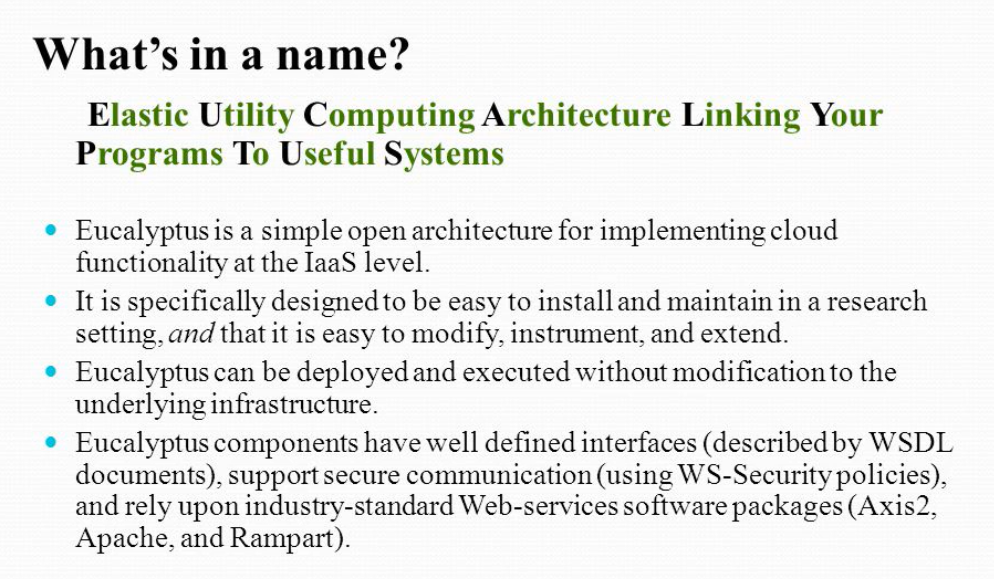 What’s in a name?
Elastic Utility Computing Architecture Linking Your
Programs To Useful Systems
• Eucalyptus is a simple open architecture for implementing cloud
functionality at the IaaS level.
• It is specifically designed to be easy to install and maintain in a research
setting, and that it is easy to modify, instrument, and extend.
• Eucalyptus can be deployed and executed without modification to the
underlying infrastructure.
• Eucalyptus components have well defined interfaces (described by WSDL
documents), support secure communication (using WS-Security policies),
and rely upon industry-standard Web-services software packages (Axis2,
Apache, and Rampart).